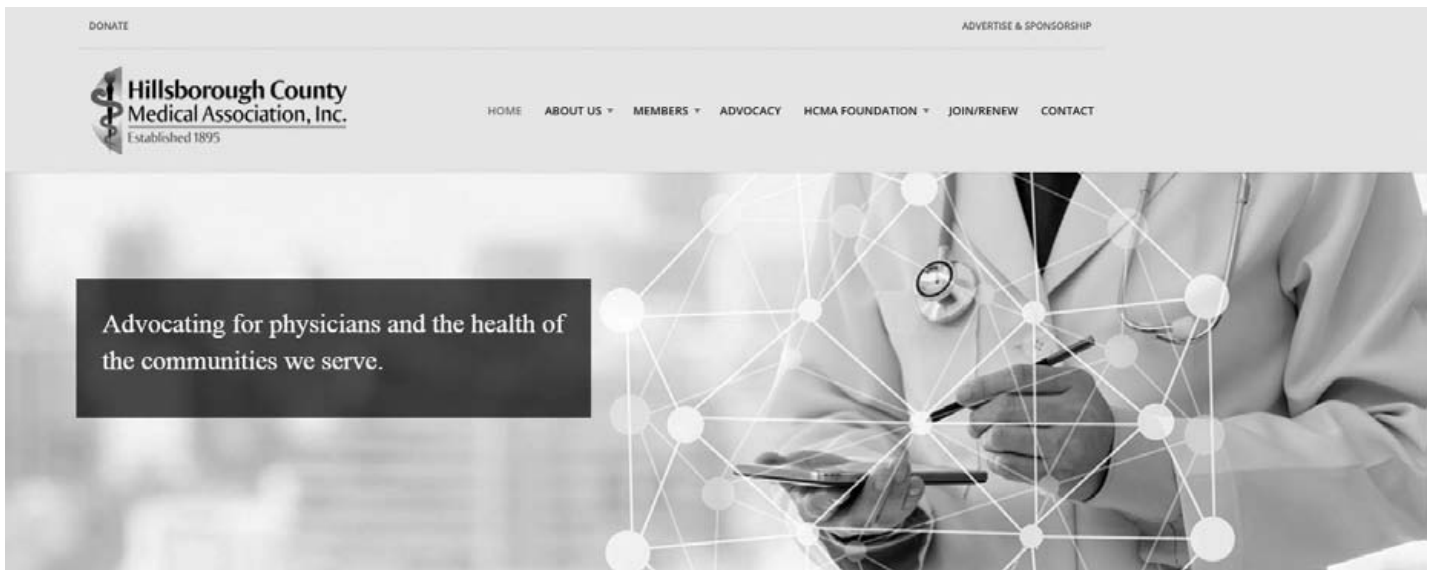 DONATE
ADVERTISE & SPONSORSHIP
Hillsborough County
Medical Association, Inc.
Established 1895
HOME ABOUT US MEMBERS ADVOCACY HCMA FOUNDATION JOIN/RENEW CONTACT
Advocating for physicians and the health of
the communities we serve.